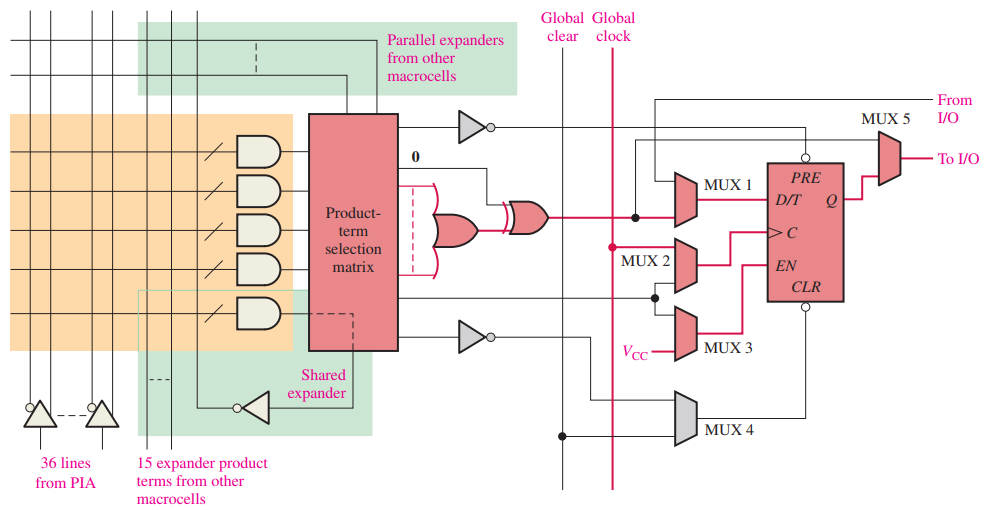 Global
clear
Global
clock
Parallel expanders
from other
macrocells
From
I/O
MUX 5
To I/O
0
MUX 1
PRE
D/T
Q
Product-
term
selection
matrix
MUX 2
C
EN
CLR
MUX 3
VCC
Shared
expander
MUX 4
36 lines
from PIA
15 expander product
terms from other
macrocells